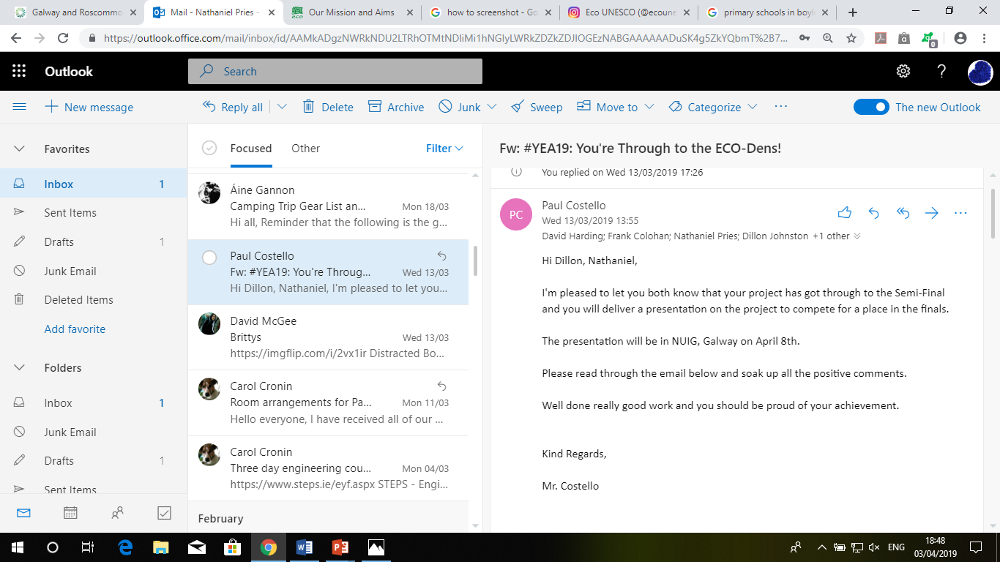 Galway and Roscommo
Mail - Nathaniel Pries -
Our Mission and Aims
how to screenshot - Go
Eco UNESCO (@ecoune
primary schools in boyl
https://outlook.office.com/mail/inbox/id/
Outlook
Search
New message
Reply all
Delete
Archive
Junk
Sweep
Move to
Categorize
The new Outlook
Favorites
Inbox 1
Sent Items
Drafts 1
Junk Email
Deleted Items
Add favorite
Folders
Inbox 1
Junk Email
Drafts 1
Sent Items
Focused Other Filter
Áine Gannon
Camping Trip Gear List an... Mon 18/03
Hi all, Reminder that the following is the g...
Paul Costello
Fw: #YEA19: You're Throug... Wed 13/03
Hi Dillon, Nathaniel, I'm pleased to let you...
David McGee
Brittys Wed 13/03
https://imgflip.com/i/2vx1ir Distracted Bo...
Carol Cronin
Room arrangements for Pa... Mon 11/03
Hello everyone, I have received all of our ...
Carol Cronin
Three day engineering cou... Mon 04/03
https://www.steps.ie/eyf.aspx STEPS - Engi...
February
Fw: #YEA19: You're Through to the ECO-Dens!
You replied on Wed 13/03/2019 17:26
PC
Paul Costello
Wed 13/03/2019 13:55
David Harding; Frank Colohan; Nathaniel Pries; Dillon Johnston +1 other
Hi Dillon, Nathaniel,
I'm pleased to let you both know that your project has got through to the Semi-Final
and you will deliver a presentation on the project to compete for a place in the finals.
The presentation will be in NUIG, Galway on April 8th.
Please read through the email below and soak up all the positive comments.
Well done really good work and you should be proud of your achievement.
Kind Regards,
Mr. Costello
ENG
18:48
03/04/2019